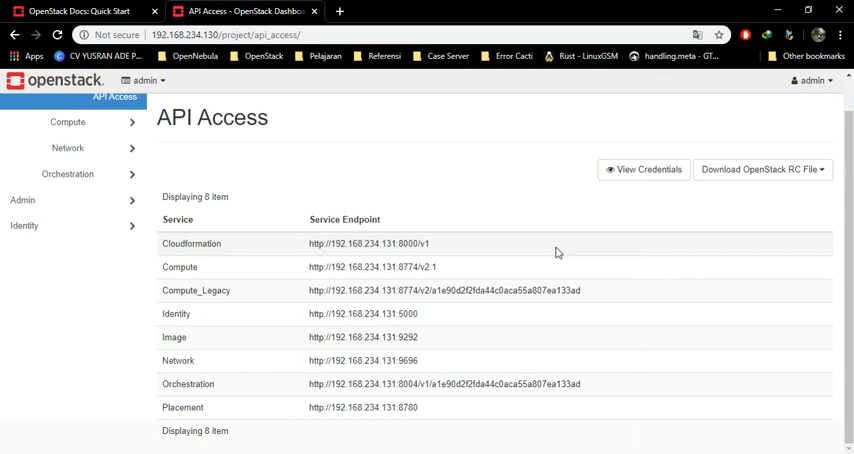 OpenStack Docs: Quick Start
API Access - OpenStack Dashbo
Not secure 192.168.234.130/project/api_access/
Apps CV YUSRAN ADE P... OpenNebula OpenStack Pelajaran Referensi Case Server Error Cacti Rust - LinuxGSM handling.meta - GT... Other bookmarks
openstack. admin admin
API Access
Compute
Network
Orchestration
Admin
Identity
API Access
View Credentials Download OpenStack RC File
Displaying 8 item
Service Service Endpoint
Cloudformation http://192.168.234.131:8000/v1
Compute http://192.168.234.131:8774/v2.1
Compute_Legacy http://192.168.234.131:8774/v2/a1e90d2f2fda44c0aca55a807ea133ad
Identity http://192.168.234.131:5000
Image http://192.168.234.131:9292
Network http://192.168.234.131:9696
Orchestration http://192.168.234.131:8004/v1/a1e90d2f2fda44c0aca55a807ea133ad
Placement http://192.168.234.131:8780
Displaying 8 item